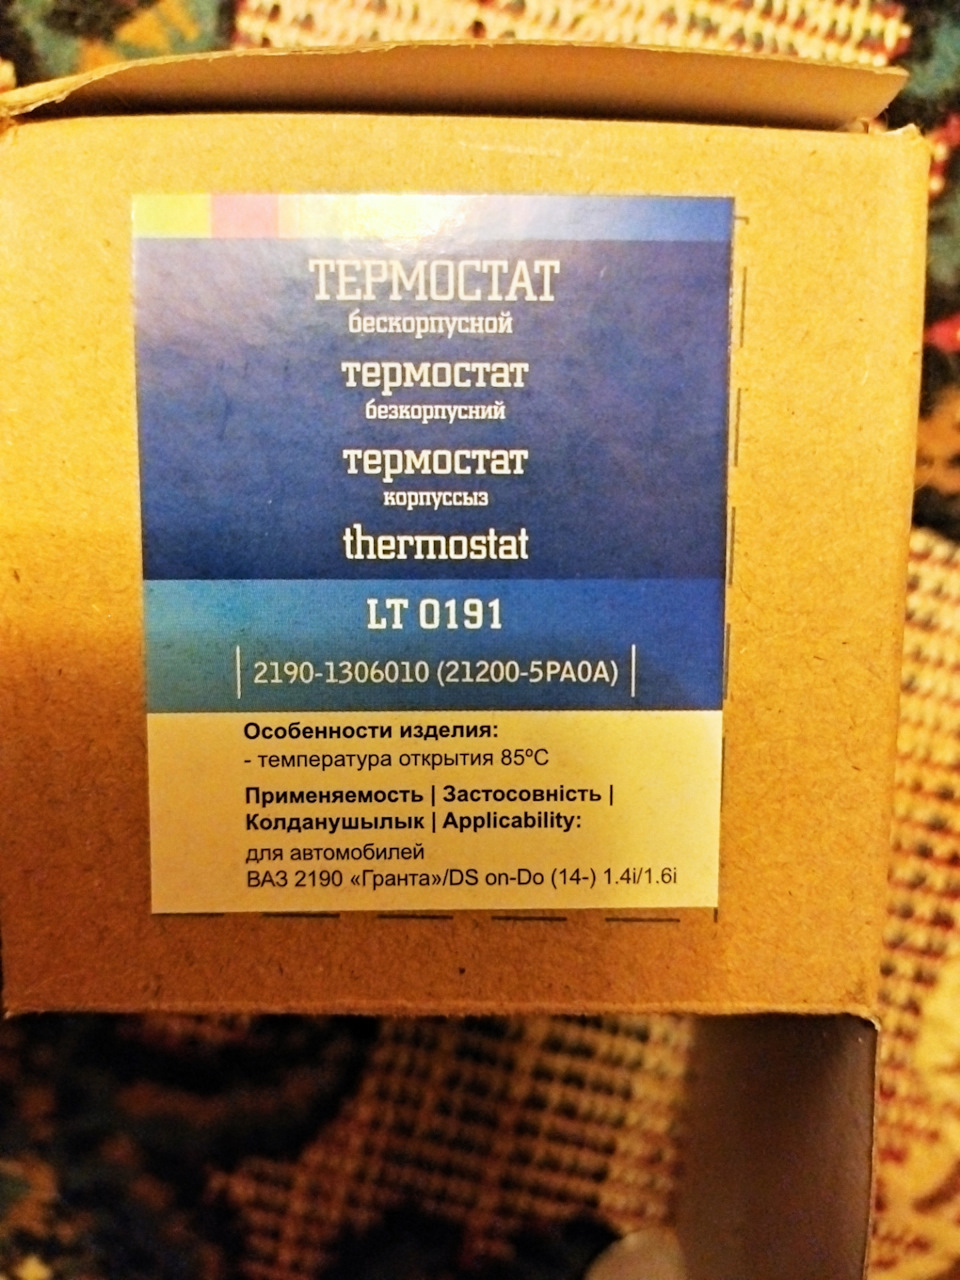 ТЕРМОСТАТ
бескорпусной
термостат
безкорпусний
термостат
корпуссыз
thermostat
LT 0191
2190-1306010 (21200-5PA0A)
Особенности изделия:
- температура открытия 85ºC
Применяемость | Застосовність |
Колданушылык | Applicability:
для автомобилей
ВАЗ 2190 «Гранта»/DS on-Do (14-) 1.4i/1.6i